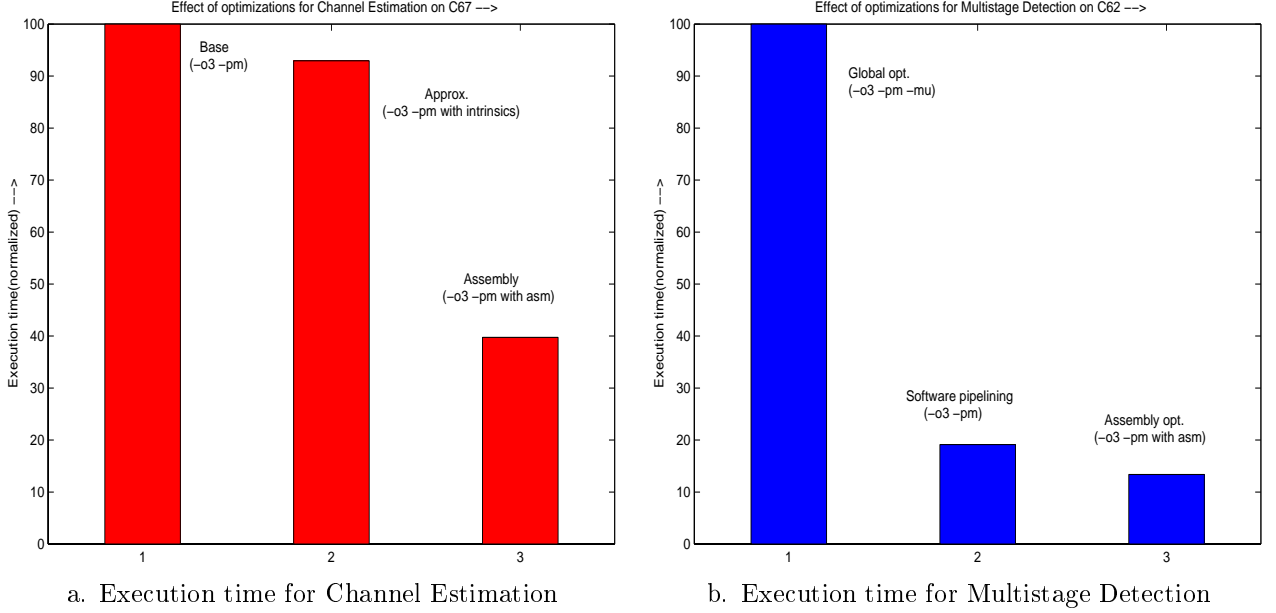 Effect of optimizations for Channel Estimation on C67 −−>
100
90
80
70
60
50
40
30
20
10
0
Execution time(normalized) −−>
Base
(−o3 −pm)
Approx.
(−o3 −pm with intrinsics)
Assembly
(−o3 −pm with asm)
1
2
3
a. Execution time for Channel Estimation
Effect of optimizations for Multistage Detection on C62 −−>
100
90
80
70
60
50
40
30
20
10
0
Execution time(normalized) −−>
Global opt.
(−o3 −pm −mu)
Software pipelining
(−o3 −pm)
Assembly opt.
(−o3 −pm with asm)
1
2
3
b. Execution time for Multistage Detection